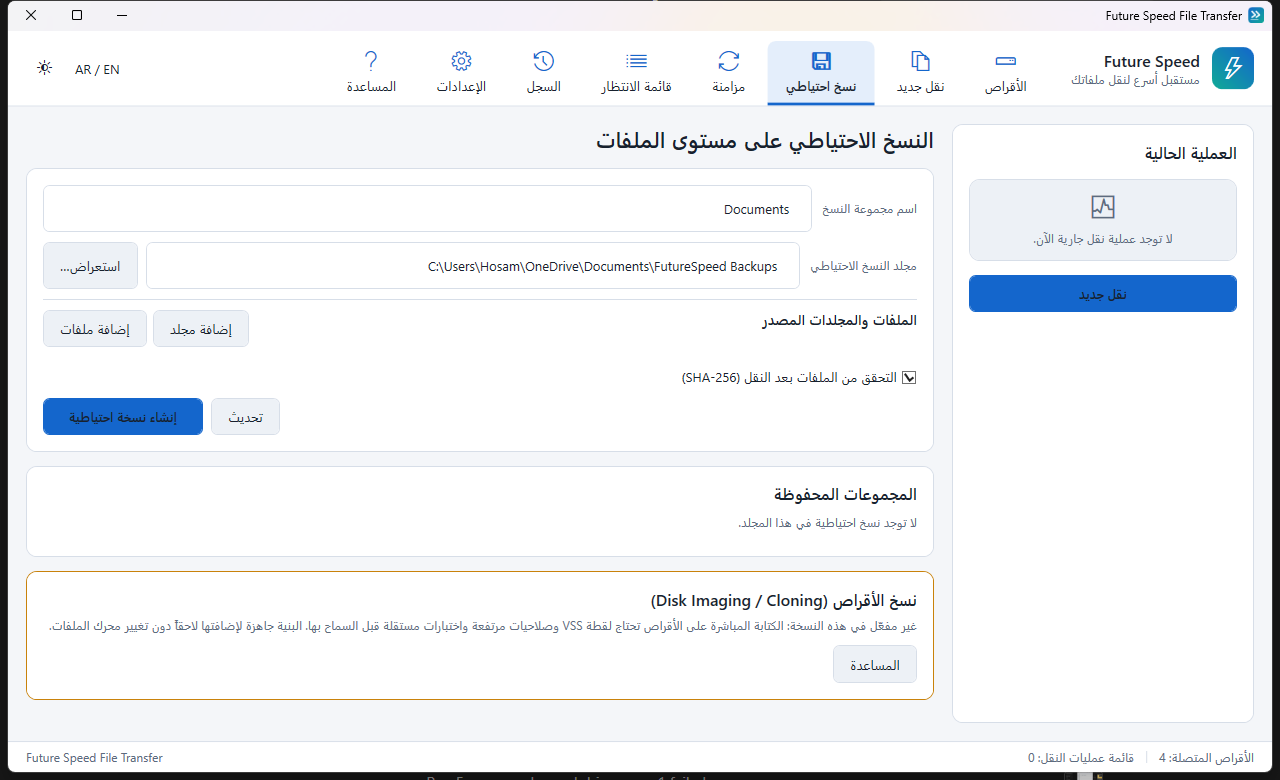 Future Speed File Transfer
Future Speed
مستقبل أسرع لنقل ملفاتك
الأقراص
نقل جديد
نسخ احتياطي
مزامنة
قائمة الانتظار
السجل
الإعدادات
المساعدة
AR / EN
العملية الحالية
لا توجد عملية نقل جارية الآن.
نقل جديد
النسخ الاحتياطي على مستوى الملفات
اسم مجموعة النسخ
Documents
مجلد النسخ الاحتياطي
C:\Users\Hosam\OneDrive\Documents\FutureSpeed Backups
استعراض...
الملفات والمجلدات المصدر
إضافة مجلد
إضافة ملفات
التحقق من الملفات بعد النقل (SHA-256)
تحديث
إنشاء نسخة احتياطية
المجموعات المحفوظة
لا توجد نسخ احتياطية في هذا المجلد.
نسخ الأقراص (Disk Imaging / Cloning)
غير مفعّل في هذه النسخة: الكتابة المباشرة على الأقراص تحتاج لقطة VSS وصلاحيات مرتفعة واختبارات مستقلة قبل السماح بها. البنية جاهزة لإضافتها لاحقاً دون تغيير محرك الملفات.
المساعدة
الأقراص المتصلة: 4
قائمة عمليات النقل: 0
Future Speed File Transfer